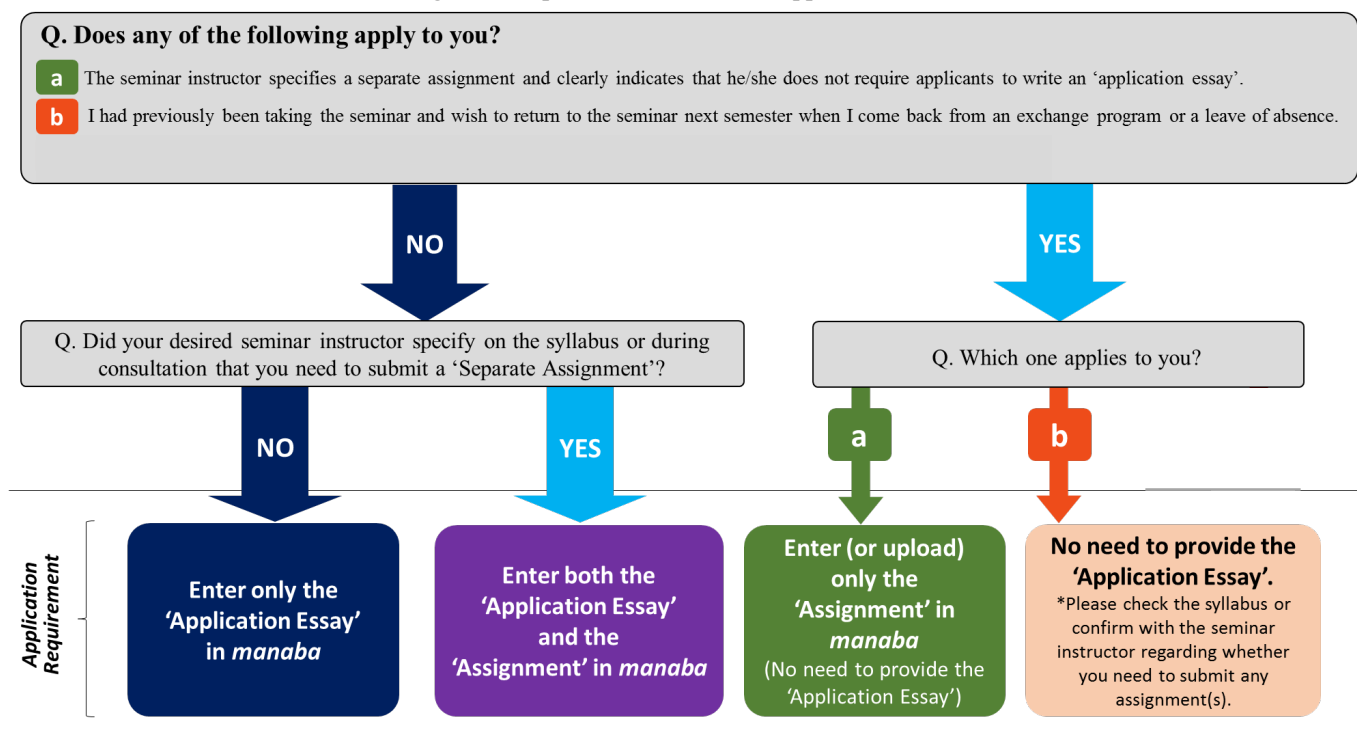 Q. Does any of the following apply to you?
a The seminar instructor specifies a separate assignment and clearly indicates that he/she does not require applicants to write an ‘application essay’.
b I had previously been taking the seminar and wish to return to the seminar next semester when I come back from an exchange program or a leave of absence.
NO
YES
Q. Did your desired seminar instructor specify on the syllabus or during
consultation that you need to submit a ‘Separate Assignment’?
Q. Which one applies to you?
NO
YES
a
b
Application
Requirement
Enter only the
‘Application Essay’
in manaba
Enter both the
‘Application Essay’
and the
‘Assignment’ in manaba
Enter (or upload)
only the
‘Assignment’ in
manaba
(No need to provide the
‘Application Essay’)
No need to provide the
‘Application Essay’.
*Please check the syllabus or
confirm with the seminar
instructor regarding whether
you need to submit any
assignment(s).